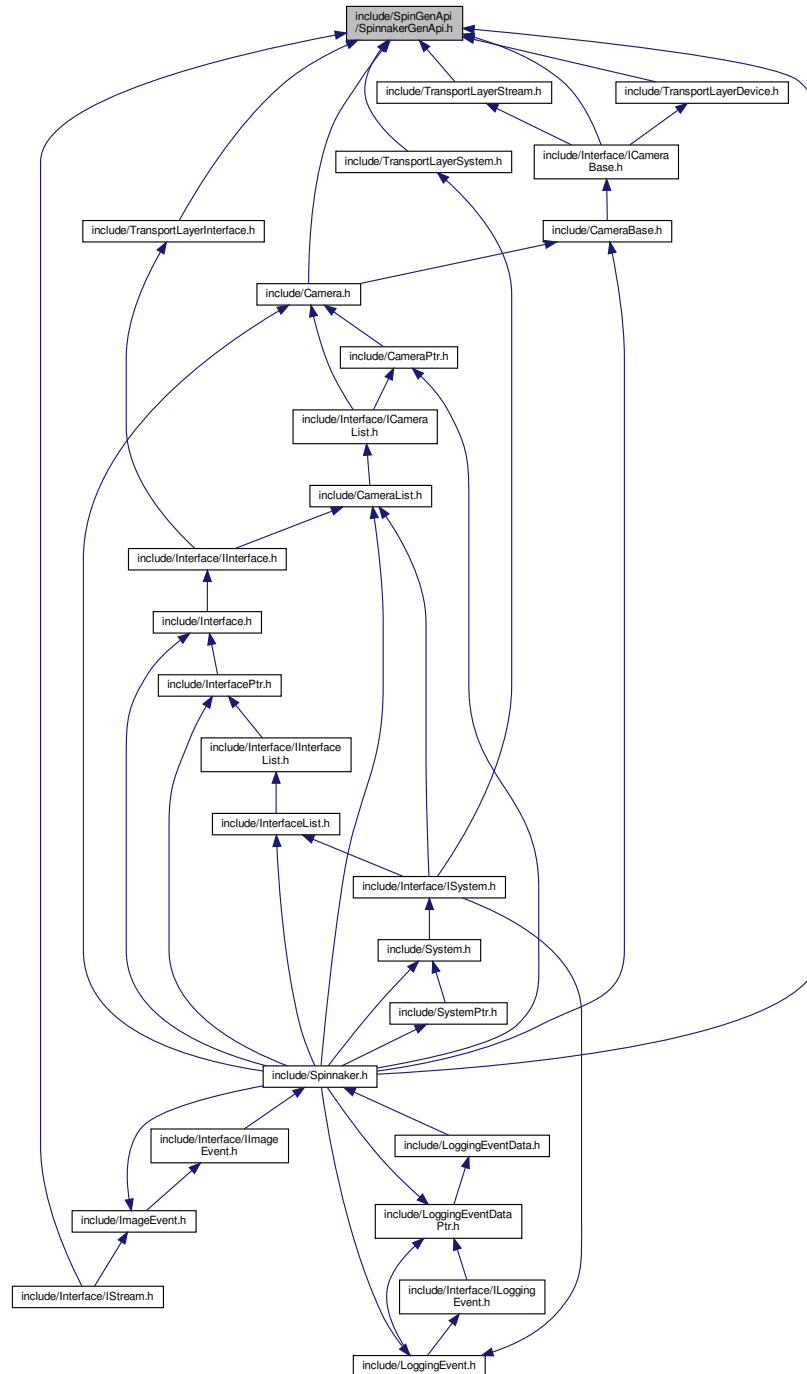 include/SpinGenApi
/SpinnakerGenApi.h
include/TransportLayerStream.h
include/TransportLayerDevice.h
include/TransportLayerSystem.h
include/Interface/ICamera
Base.h
include/TransportLayerInterface.h
include/CameraBase.h
include/Camera.h
include/CameraPtr.h
include/Interface/ICamera
List.h
include/CameraList.h
include/Interface/IInterface.h
include/Interface.h
include/InterfacePtr.h
include/Interface/IInterface
List.h
include/InterfaceList.h
include/Interface/ISystem.h
include/System.h
include/SystemPtr.h
include/Spinnaker.h
include/Interface/IImage
Event.h
include/LoggingEventData.h
include/ImageEvent.h
include/LoggingEventData
Ptr.h
include/Interface/IStream.h
include/Interface/ILogging
Event.h
include/LoggingEvent.h